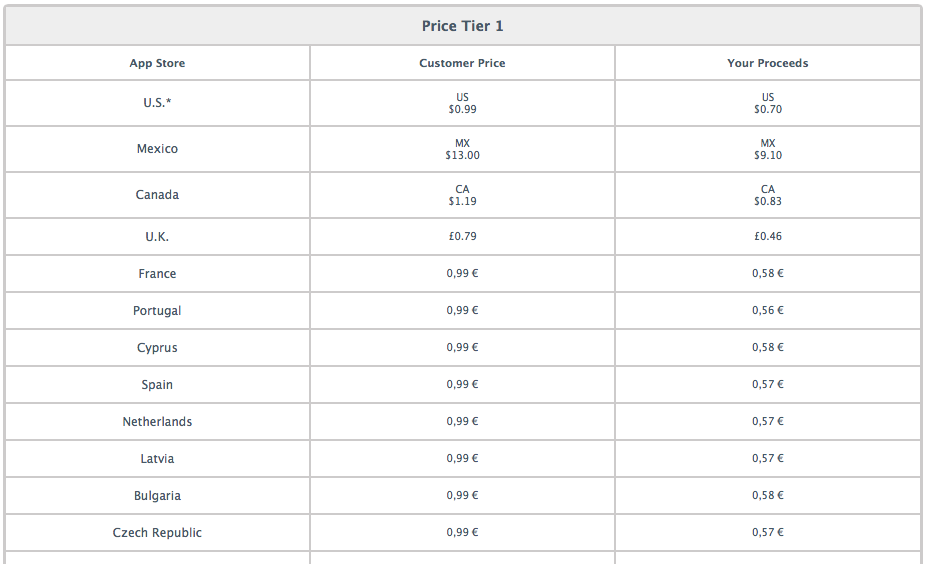 Price Tier 1
App Store Customer Price Your Proceeds
U.S.* US $0.99 US $0.70
Mexico MX $13.00 MX $9.10
Canada CA $1.19 CA $0.83
U.K. £0.79 £0.46
France 0,99 € 0,58 €
Portugal 0,99 € 0,56 €
Cyprus 0,99 € 0,58 €
Spain 0,99 € 0,57 €
Netherlands 0,99 € 0,57 €
Latvia 0,99 € 0,57 €
Bulgaria 0,99 € 0,58 €
Czech Republic 0,99 € 0,57 €